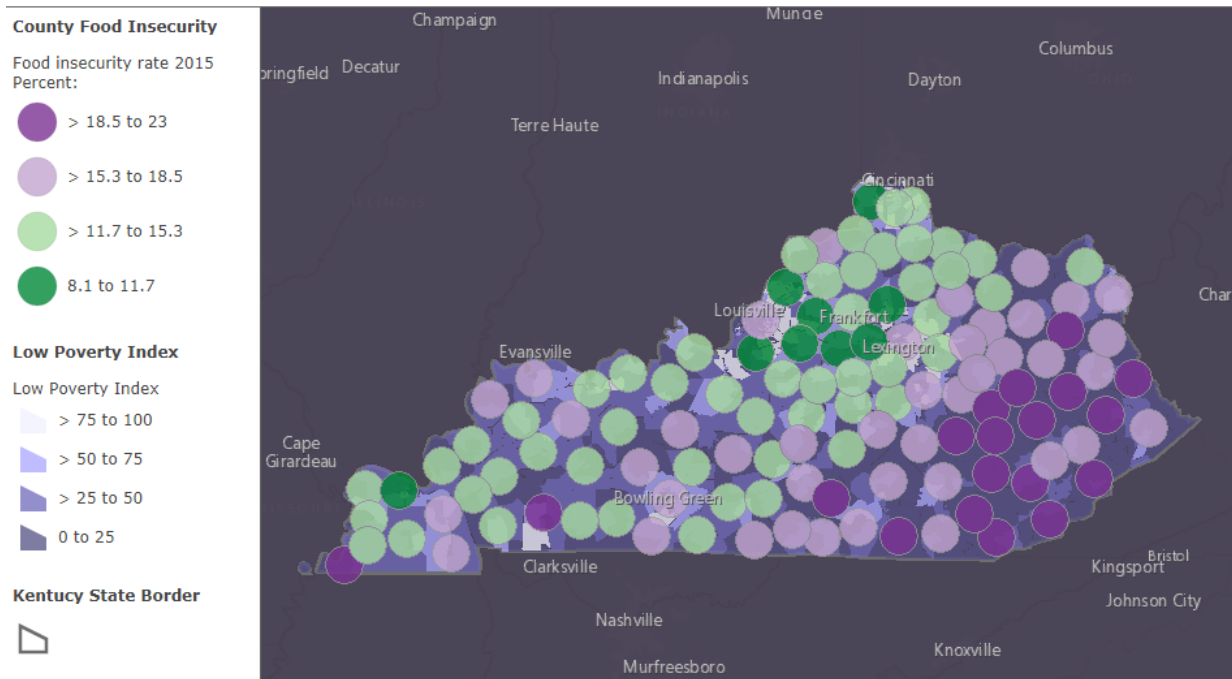 County Food Insecurity
Food insecurity rate 2015
Percent:
> 18.5 to 23
> 15.3 to 18.5
> 11.7 to 15.3
8.1 to 11.7
Low Poverty Index
Low Poverty Index
> 75 to 100
> 50 to 75
> 25 to 50
0 to 25
Kentucy State Border
Muncie
Champaign
Columbus
pringfield
Decatur
Indianapolis
Dayton
OHIO
INDIANA
Terre Haute
Cincinnati
ILLINOIS
Char
Louisville
Frankfort
Evansville
Lexington
Cape
Girardeau
Bowling Green
Bristol
Clarksville
Kingsport
Johnson City
Nashville
Knoxville
Murfreesboro